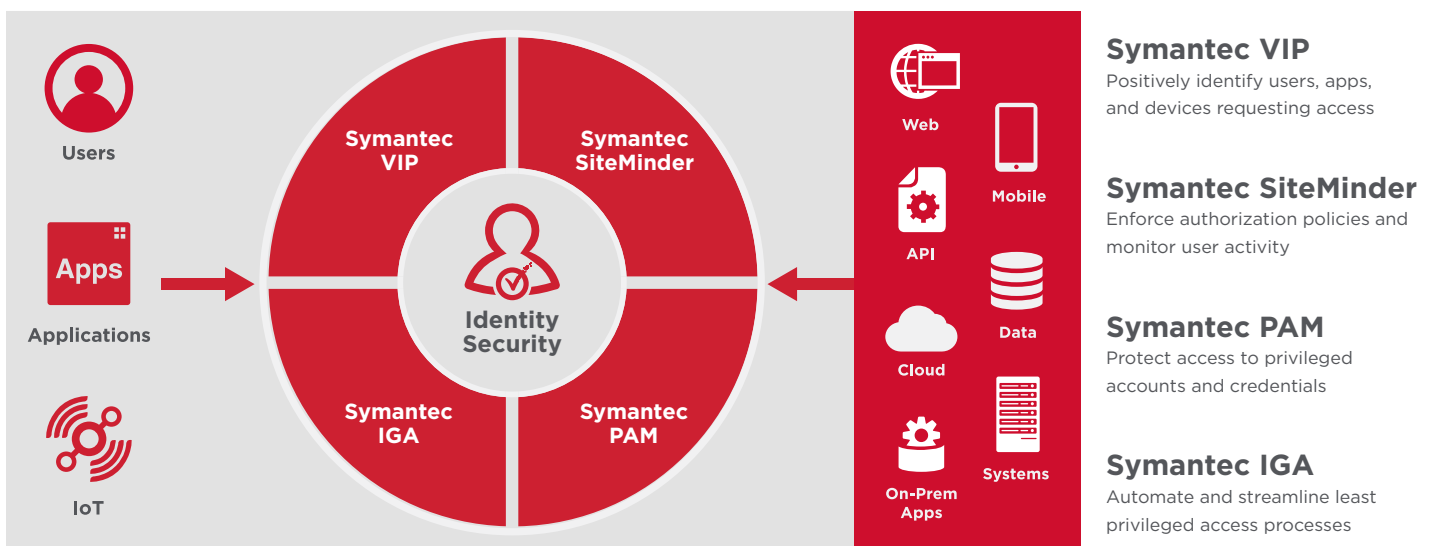 Users
Apps
Applications
IoT
Symantec
VIP
Symantec
SiteMinder
Identity
Security
Symantec
IGA
Symantec
PAM
Web
Mobile
API
Data
Cloud
Systems
On-Prem
Apps
Symantec VIP
Positively identify users, apps,
and devices requesting access
Symantec SiteMinder
Enforce authorization policies and
monitor user activity
Symantec PAM
Protect access to privileged
accounts and credentials
Symantec IGA
Automate and streamline least
privileged access processes